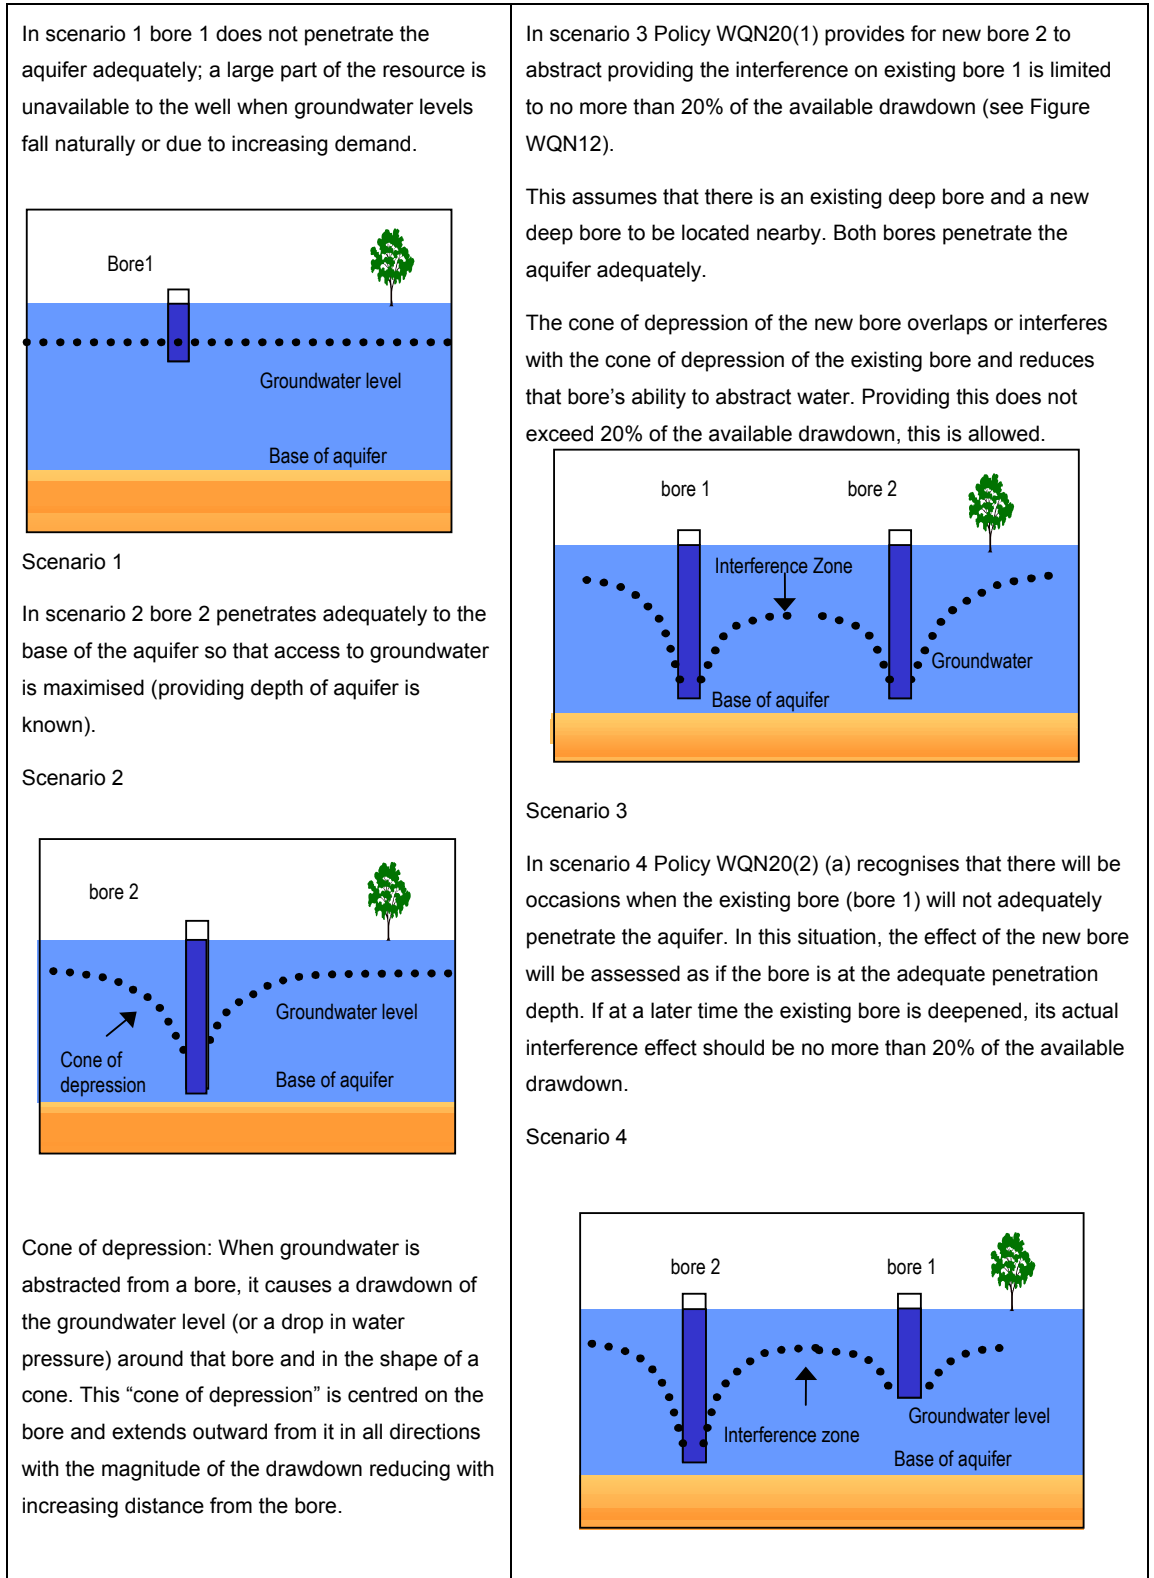 In scenario 1 bore 1 does not penetrate the
aquifer adequately; a large part of the resource is
unavailable to the well when groundwater levels
fall naturally or due to increasing demand.
Bore1
Groundwater level
Base of aquifer
Scenario 1
In scenario 2 bore 2 penetrates adequately to the
base of the aquifer so that access to groundwater
is maximised (providing depth of aquifer is
known).
Scenario 2
bore 2
Groundwater level
Cone of
depression
Base of aquifer
Cone of depression: When groundwater is
abstracted from a bore, it causes a drawdown of
the groundwater level (or a drop in water
pressure) around that bore and in the shape of a
cone. This “cone of depression” is centred on the
bore and extends outward from it in all directions
with the magnitude of the drawdown reducing with
increasing distance from the bore.
In scenario 3 Policy WQN20(1) provides for new bore 2 to
abstract providing the interference on existing bore 1 is limited
to no more than 20% of the available drawdown (see Figure
WQN12).
This assumes that there is an existing deep bore and a new
deep bore to be located nearby. Both bores penetrate the
aquifer adequately.
The cone of depression of the new bore overlaps or interferes
with the cone of depression of the existing bore and reduces
that bore’s ability to abstract water. Providing this does not
exceed 20% of the available drawdown, this is allowed.
bore 1
bore 2
Interference Zone
Groundwater
Base of aquifer
Scenario 3
In scenario 4 Policy WQN20(2) (a) recognises that there will be
occasions when the existing bore (bore 1) will not adequately
penetrate the aquifer. In this situation, the effect of the new bore
will be assessed as if the bore is at the adequate penetration
depth. If at a later time the existing bore is deepened, its actual
interference effect should be no more than 20% of the available
drawdown.
Scenario 4
bore 2
bore 1
Groundwater level
Interference zone
Base of aquifer